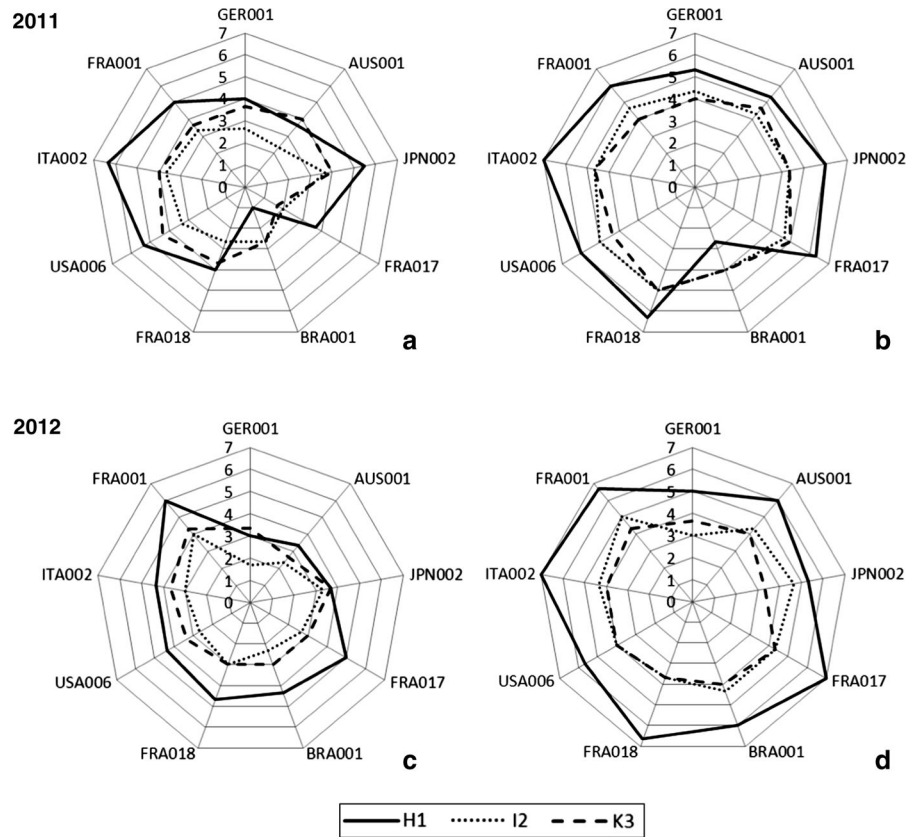 2011
GER001
7
6
5
4
3
2
1
0
FRA001
AUS001
ITA002
JPN002
USA006
FRA017
FRA018
BRA001
a
GER001
7
6
5
4
3
2
1
0
FRA001
AUS001
ITA002
JPN002
USA006
FRA017
FRA018
BRA001
b
2012
GER001
7
6
5
4
3
2
1
0
FRA001
AUS001
ITA002
JPN002
USA006
FRA017
FRA018
BRA001
c
GER001
7
6
5
4
3
2
1
0
FRA001
AUS001
ITA002
JPN002
USA006
FRA017
FRA018
BRA001
d
H1 I2 K3